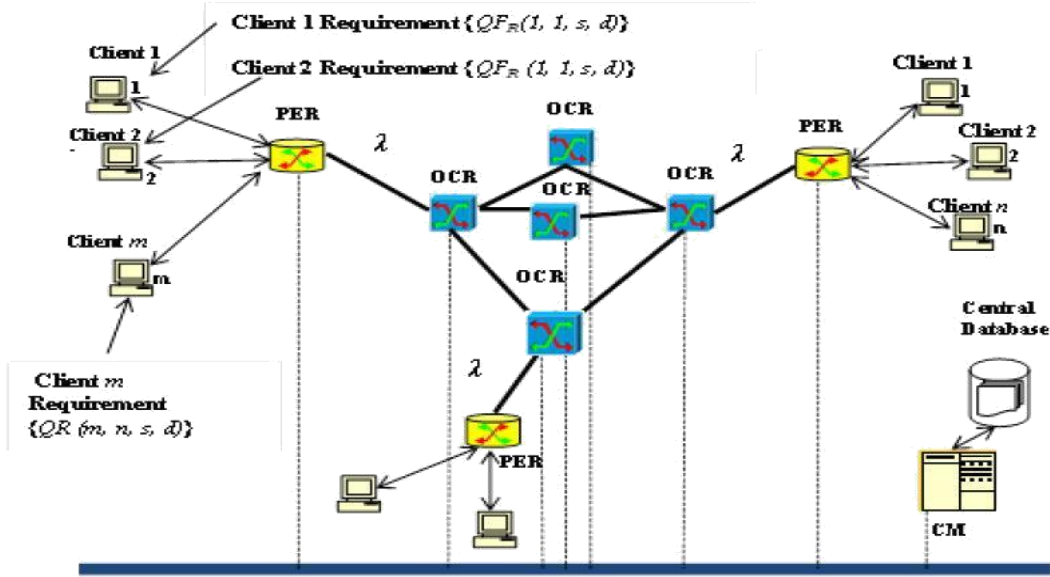 Client 1 Requirement {QF_R(1, 1, s, d)}
Client 2 Requirement {QF_R (1, 1, s, d)}
Client 1
1
Client 2
2
Client m
m
Client m
Requirement
{QR (m, n, s, d)}
PER
λ
OCR
OCR
OCR
OCR
OCR
λ
PER
λ
PER
Client 1
1
Client 2
2
Client n
n
Central
Database
CM